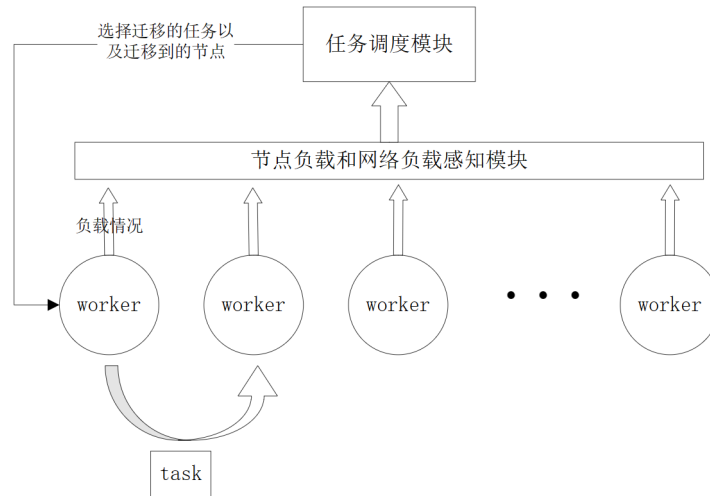 选择迁移的任务以
及迁移到的节点
任务调度模块
节点负载和网络负载感知模块
负载情况
worker
worker
worker
worker
task